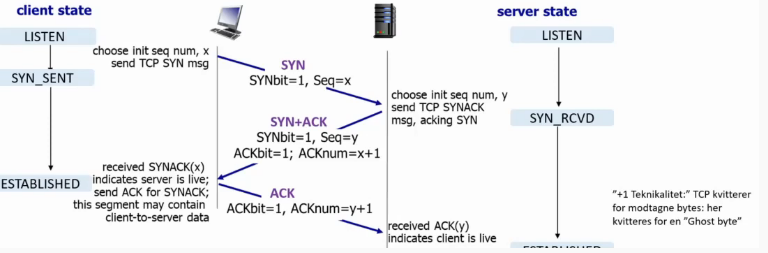 client state
server state
LISTEN
LISTEN
choose init seq num, x
send TCP SYN msg
SYN
SYNbit=1, Seq=x
SYN_SENT
choose init seq num, y
send TCP SYNACK
msg, acking SYN
SYN_RCVD
SYN+ACK
SYNbit=1, Seq=y
ACKbit=1; ACKnum=x+1
received SYNACK(x)
indicates server is live;
send ACK for SYNACK;
this segment may contain
client-to-server data
ESTABLISHED
ACK
ACKbit=1, ACKnum=y+1
received ACK(y)
indicates client is live
"+1 Teknikalitet:" TCP kvitterer
for modtagne bytes: her
kvitteres for en "Ghost byte"
ESTABLISHED